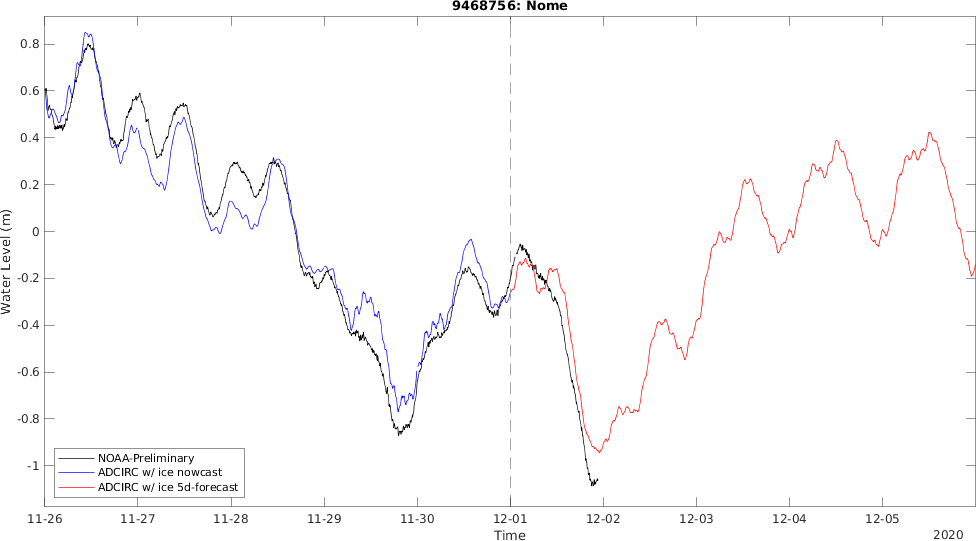 9468756: Nome
0.8
0.6
0.4
0.2
0
-0.2
-0.4
-0.6
-0.8
-1
Water Level (m)
NOAA-Preliminary
ADCIRC w/ ice nowcast
ADCIRC w/ ice 5d-forecast
11-26 11-27 11-28 11-29 11-30 12-01 12-02 12-03 12-04 12-05
Time
2020